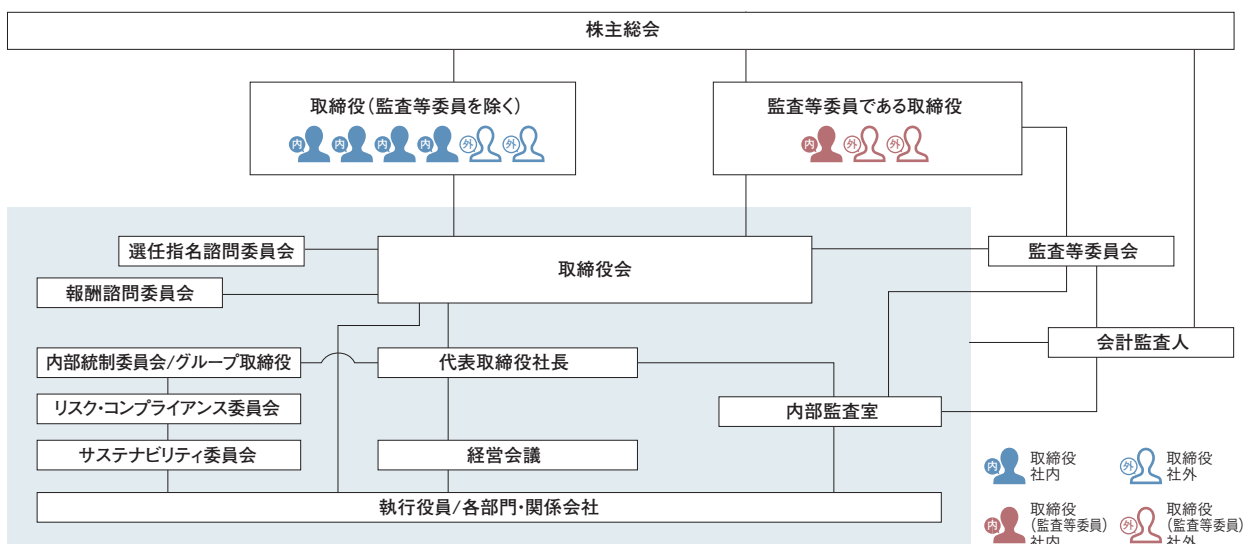 株主総会
取締役（監査等委員を除く）
内 内 内 内 外 外
監査等委員である取締役
内 外 外
選任指名諮問委員会
取締役会
監査等委員会
報酬諮問委員会
内部統制委員会/グループ取締役
代表取締役社長
会計監査人
リスク・コンプライアンス委員会
内部監査室
サステナビリティ委員会
経営会議
執行役員/各部門・関係会社
内 取締役
社内
外 取締役
社外
内 取締役
（監査等委員）
社内
外 取締役
（監査等委員）
社外